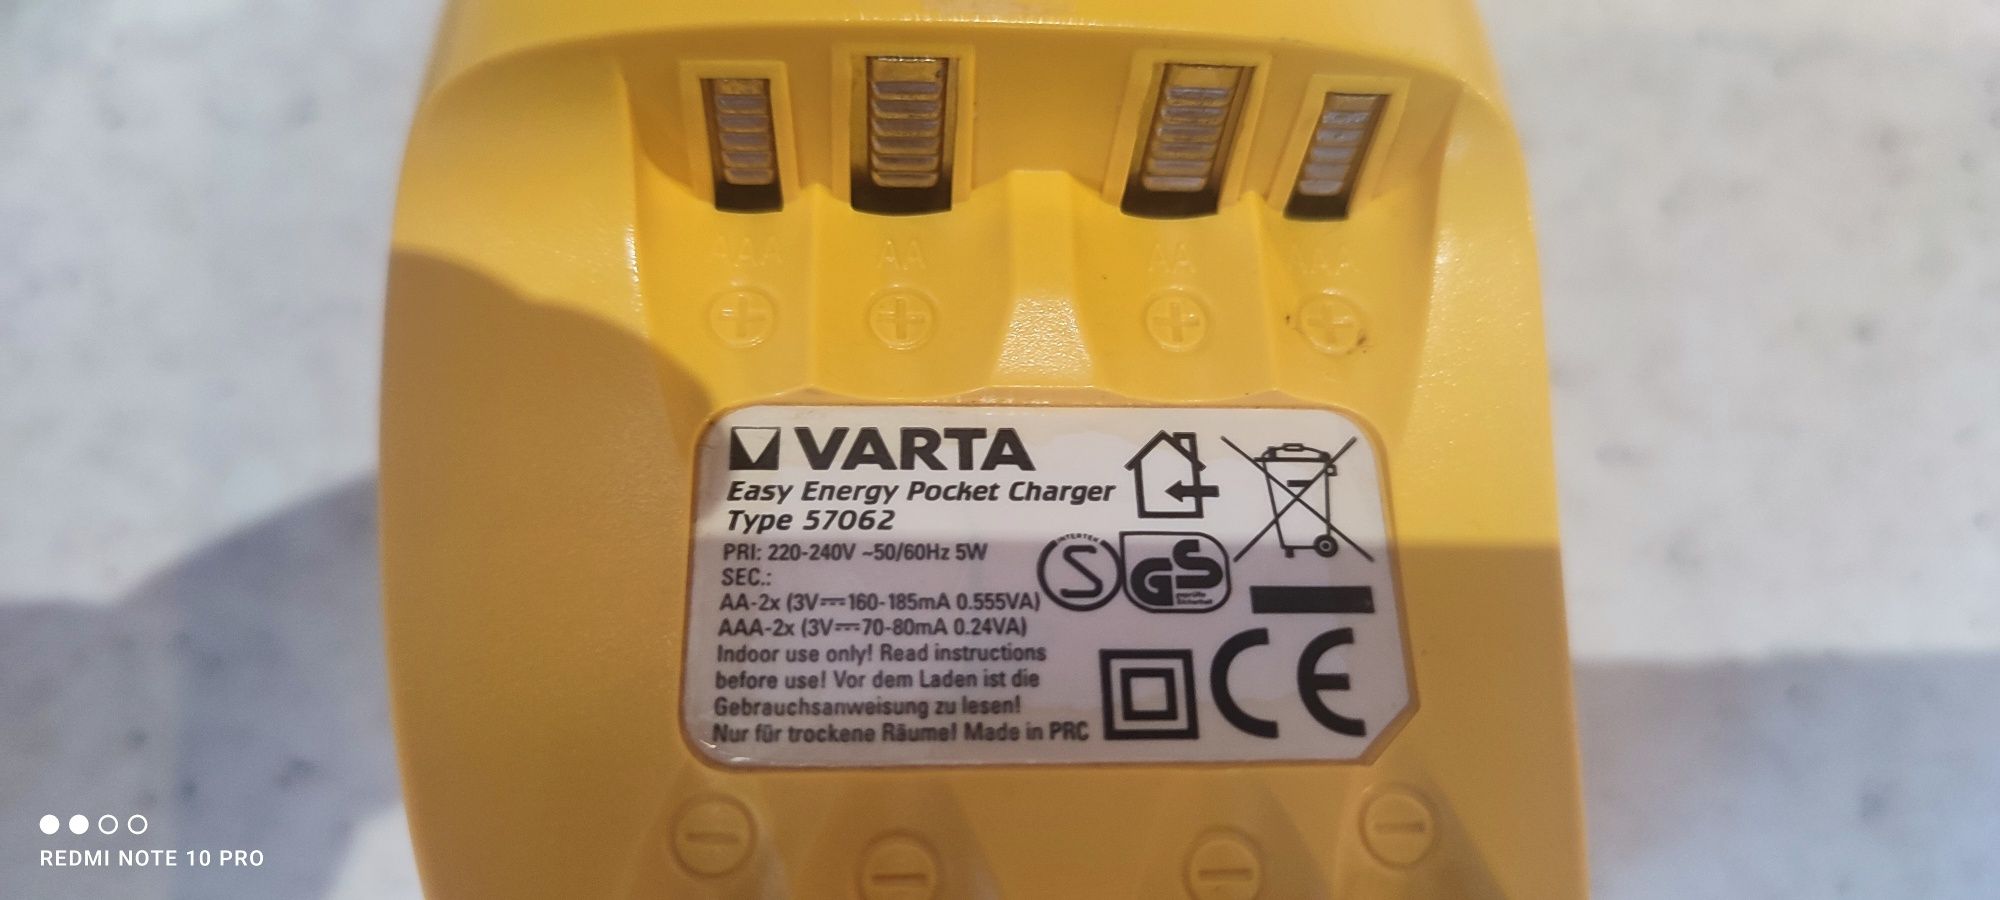 AAA AA AA AAA
VARTA
Easy Energy Pocket Charger
Type 57062
PRI: 220-240V ~50/60Hz 5W
SEC.:
AA-2x (3V⎓160-185mA 0.555VA)
AAA-2x (3V⎓70-80mA 0.24VA)
Indoor use only! Read instructions
before use! Vor dem Laden ist die
Gebrauchsanweisung zu lesen!
Nur für trockene Räume! Made in PRC
INTERTEK
S
GS
geprüfte
Sicherheit
CE
REDMI NOTE 10 PRO